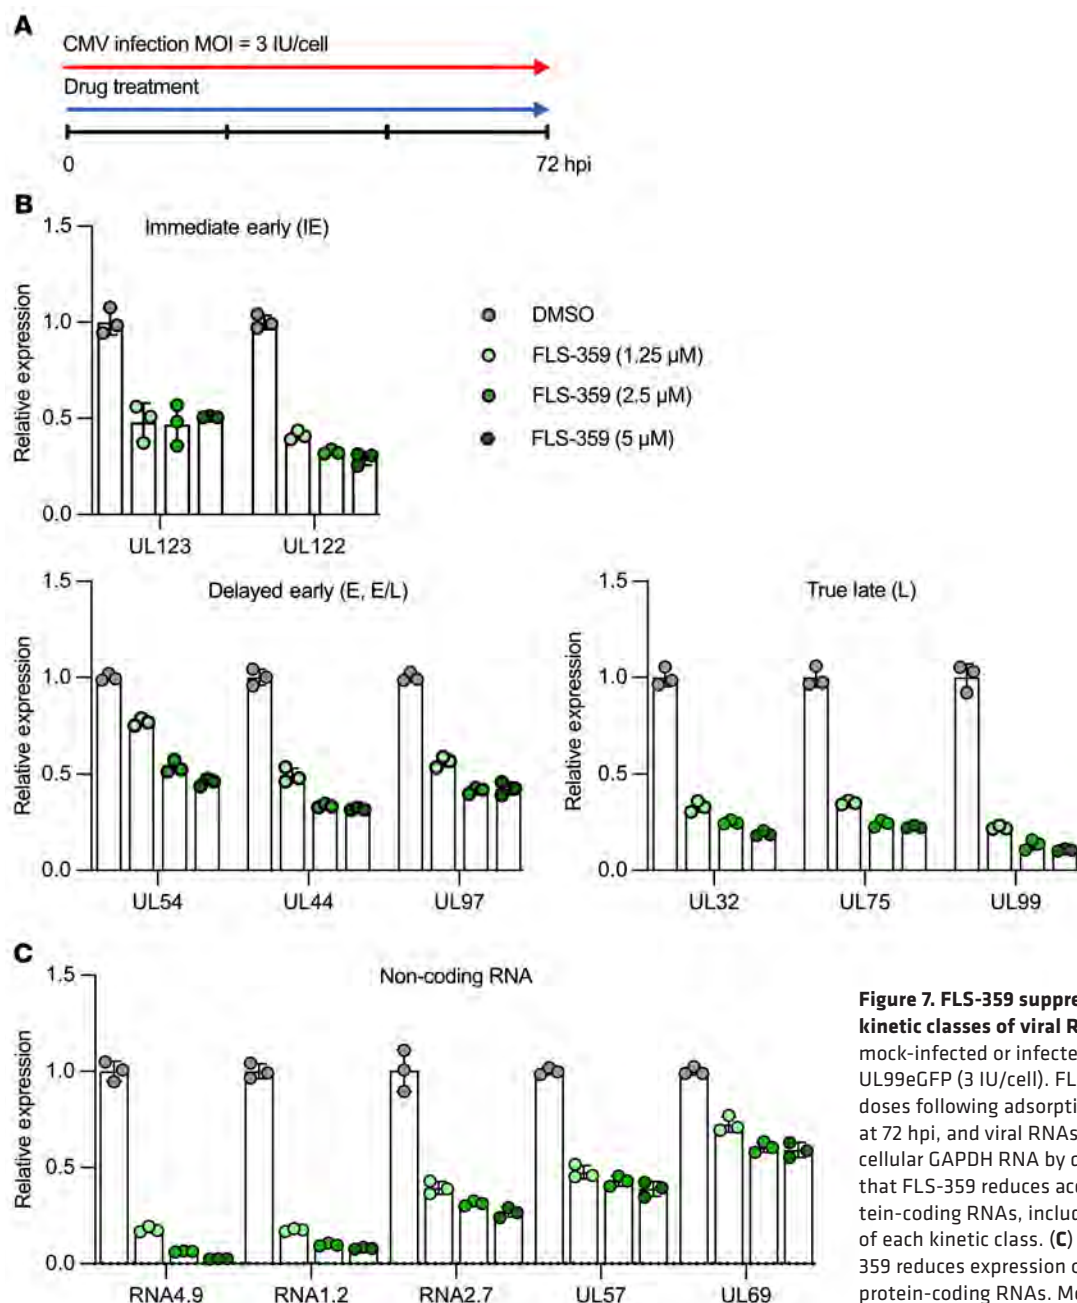 A
CMV infection MOI = 3 IU/cell
Drug treatment
0
72 hpi
B
Immediate early (IE)
1.5
1.0
0.5
0.0
Relative expression
UL123
UL122
DMSO
FLS-359 (1.25 µM)
FLS-359 (2.5 µM)
FLS-359 (5 µM)
Delayed early (E, E/L)
1.5
1.0
0.5
0.0
Relative expression
UL54
UL44
UL97
True late (L)
1.5
1.0
0.5
0.0
Relative expression
UL32
UL75
UL99
C
Non-coding RNA
1.5
1.0
0.5
0.0
Relative expression
RNA4.9
RNA1.2
RNA2.7
UL57
UL69
Figure 7. FLS-359 suppre
kinetic classes of viral R
mock-infected or infecte
UL99eGFP (3 IU/cell). FL
doses following adsorpti
at 72 hpi, and viral RNAs
cellular GAPDH RNA by
that FLS-359 reduces
tein-coding RNAs, includ
of each kinetic class. (C)
359 reduces expression
protein-coding RNAs.